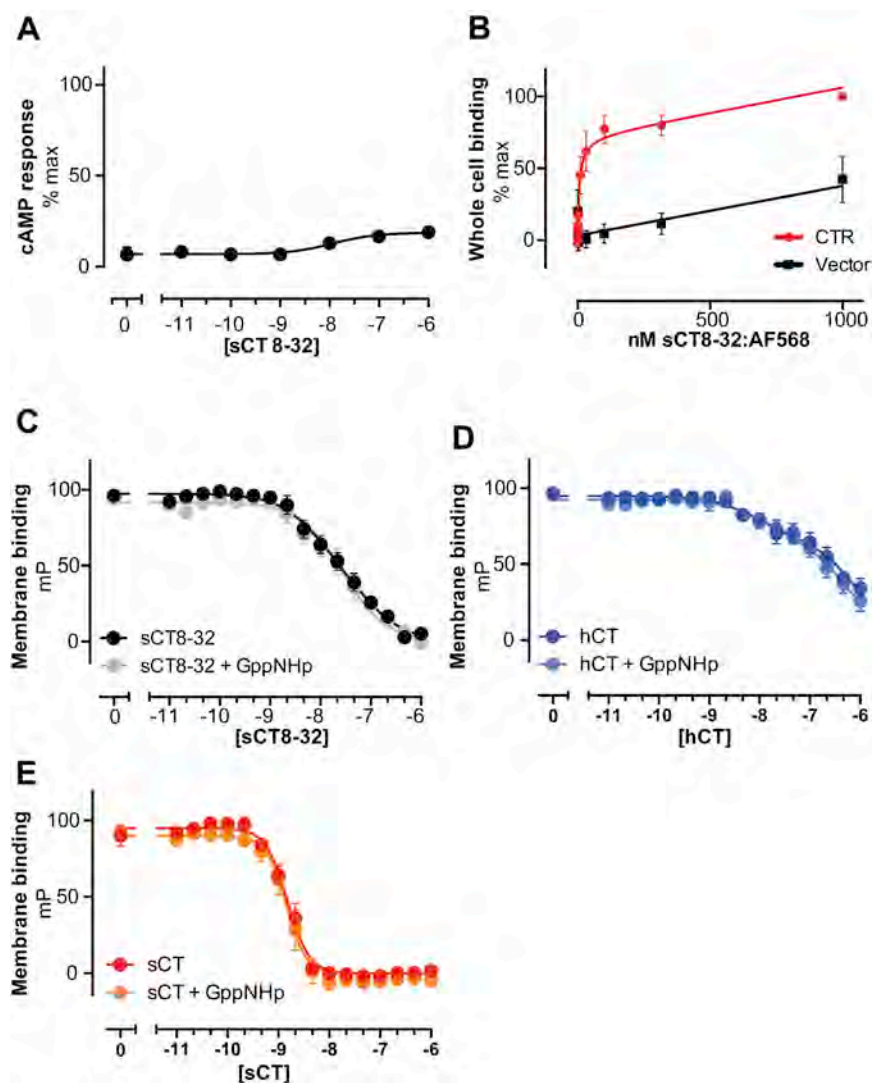 A
cAMP response
% max
100
50
0
0 -11 -10 -9 -8 -7 -6
[sCT 8-32]
B
Whole cell binding
% max
100
50
0
CTR
Vector
0 500 1000
nM sCT8-32:AF568
C
Membrane binding
mP
100
50
0
sCT8-32
sCT8-32 + GppNHp
0 -11 -10 -9 -8 -7 -6
[sCT8-32]
D
Membrane binding
mP
100
50
0
hCT
hCT + GppNHp
0 -11 -10 -9 -8 -7 -6
[hCT]
E
Membrane binding
mP
100
50
0
sCT
sCT + GppNHp
0 -11 -10 -9 -8 -7 -6
[sCT]